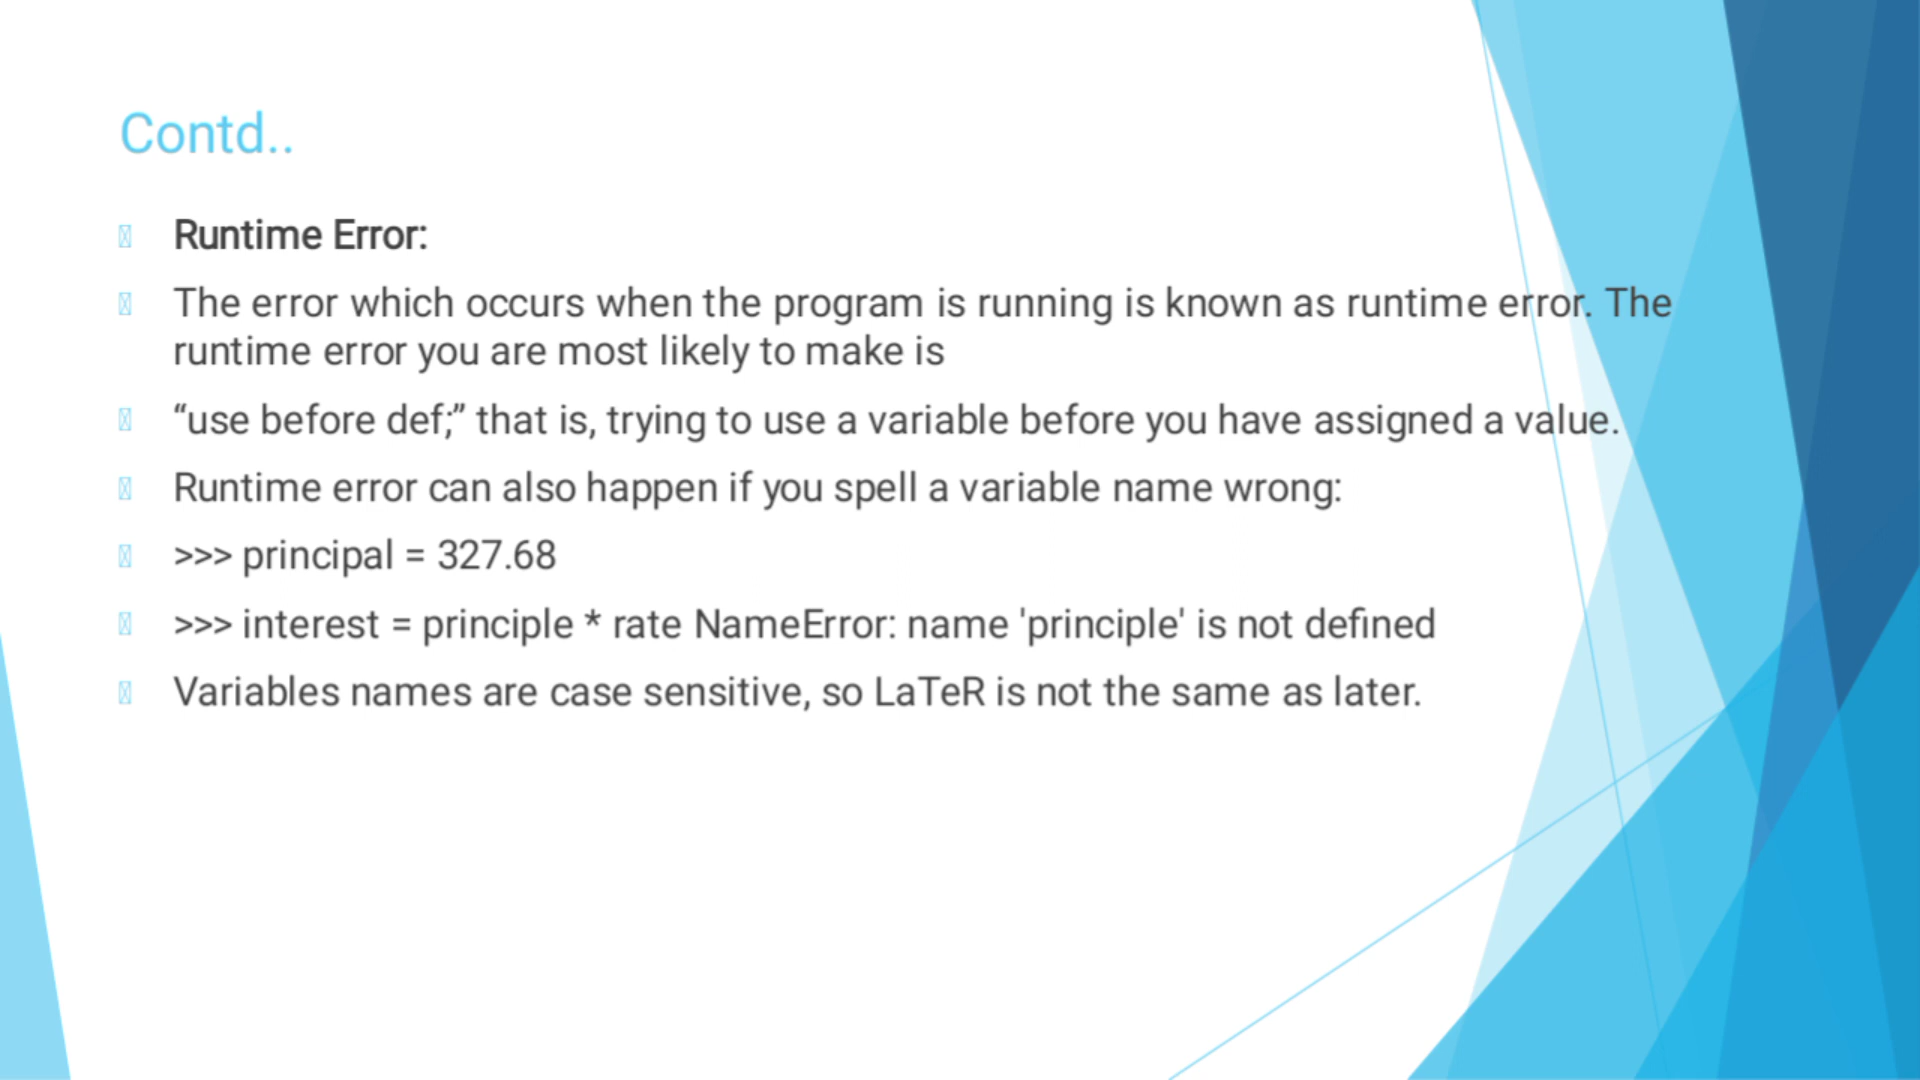 Contd..
Runtime Error:
The error which occurs when the program is running is known as runtime error. The
runtime error you are most likely to make is
“use before def;” that is, trying to use a variable before you have assigned a value.
Runtime error can also happen if you spell a variable name wrong:
>>> principal = 327.68
>>> interest = principle * rate NameError: name 'principle' is not defined
Variables names are case sensitive, so LaTeR is not the same as later.